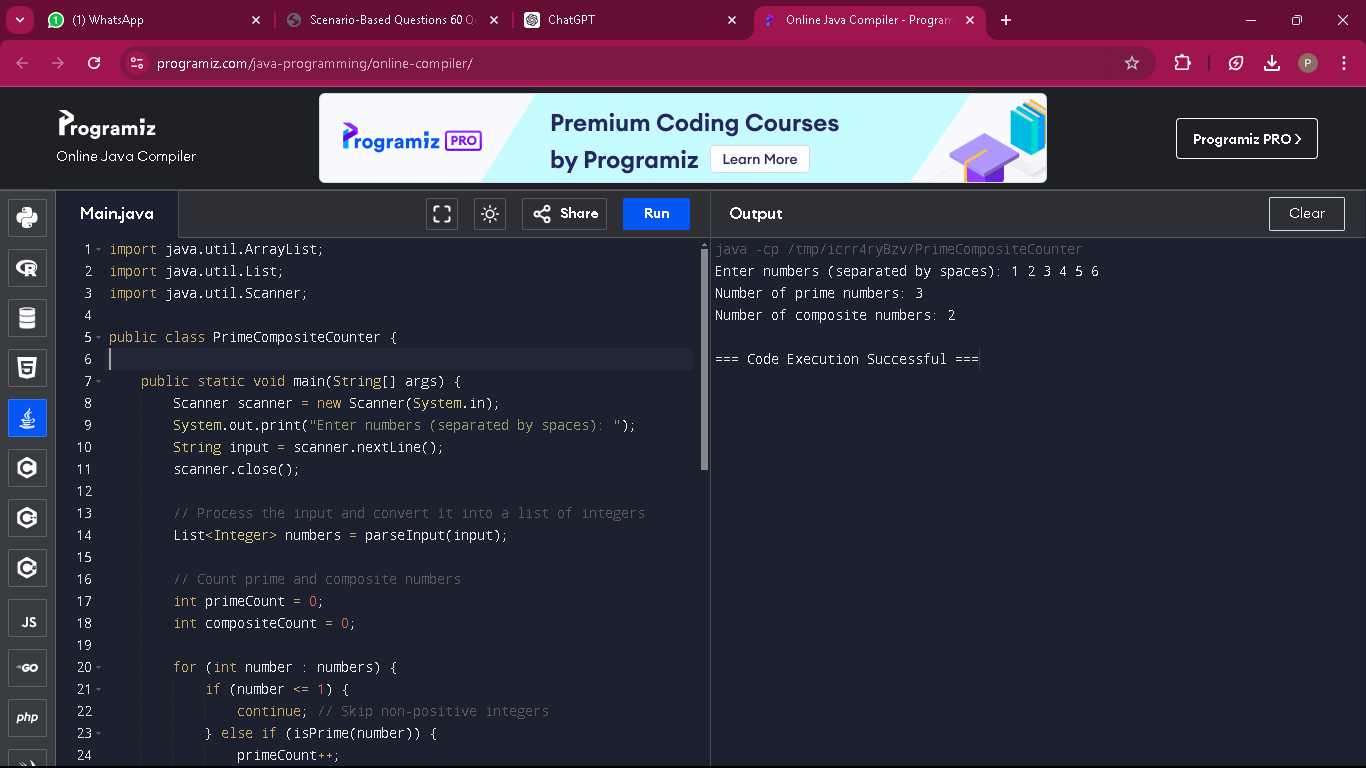 (1) WhatsApp
Scenario-Based Questions 60 Q
ChatGPT
Online Java Compiler - Program
programiz.com/java-programming/online-compiler/
P
Programiz
Online Java Compiler
Programiz PRO
Premium Coding Courses
by Programiz
Learn More
Programiz PRO >
Main.java
Share
Run
Output
Clear
R
JS
GO
php
1 import java.util.ArrayList;
2 import java.util.List;
3 import java.util.Scanner;
4
5 public class PrimeCompositeCounter {
6
7 public static void main(String[] args) {
8 Scanner scanner = new Scanner(System.in);
9 System.out.print("Enter numbers (separated by spaces): ");
10 String input = scanner.nextLine();
11 scanner.close();
12
13 // Process the input and convert it into a list of integers
14 List<Integer> numbers = parseInput(input);
15
16 // Count prime and composite numbers
17 int primeCount = 0;
18 int compositeCount = 0;
19
20 for (int number : numbers) {
21 if (number <= 1) {
22 continue; // Skip non-positive integers
23 } else if (isPrime(number)) {
24 primeCount++;
java -cp /tmp/icrr4ryBzv/PrimeCompositeCounter
Enter numbers (separated by spaces): 1 2 3 4 5 6
Number of prime numbers: 3
Number of composite numbers: 2
=== Code Execution Successful ===